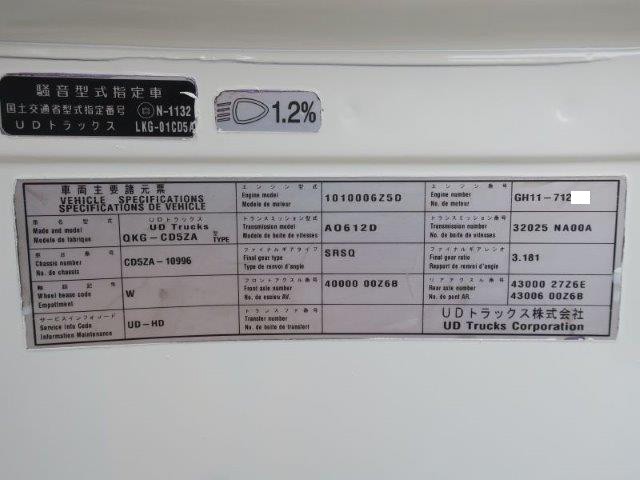 騒音型式指定車
国土交通省型式指定番号 N-1132
UDトラックス LKG-01CD5A
1.2%
車両主要諸元票
VEHICLE SPECIFICATIONS
SPECIFICATIONS DE VEHICLE
エンジン型式
Engine model
Modele de moteur
1010006Z5D
エンジン番号
Engine number
No. de moteur
GH11-712
車名型式
Made and model
Modele de fabrique
UDトラックス
UD Trucks
QKG-CD5ZA 型 TYPE
トランスミッション型式
Transmission model
Modele de boite de vitesses
AO612D
トランスミッション番号
Transmission number
No. de boite de vitesses
32025 NA00A
車台番号
Chassis number
No. de chassis
CD5ZA-10996
ファイナルギアタイプ
Final gear type
Type de renvoi d'angle
SRSQ
ファイナルギアレシオ
Final gear ratio
Rapport de renvoi d'angle
3.181
軸距記号
Wheel base code
Empattment
W
フロントアクスル番号
Front axle number
No. de essieu AV.
40000 00Z6B
リアアクスル番号
Rear axle number
No. de pont AR.
43000 27Z6E
43006 00Z6B
サービスインフォコード
Service Info Code
Information Maintenance
UD-HD
トランスファ番号
Transfer number
No. de boite de transfert
UDトラックス株式会社
UD Trucks Corporation